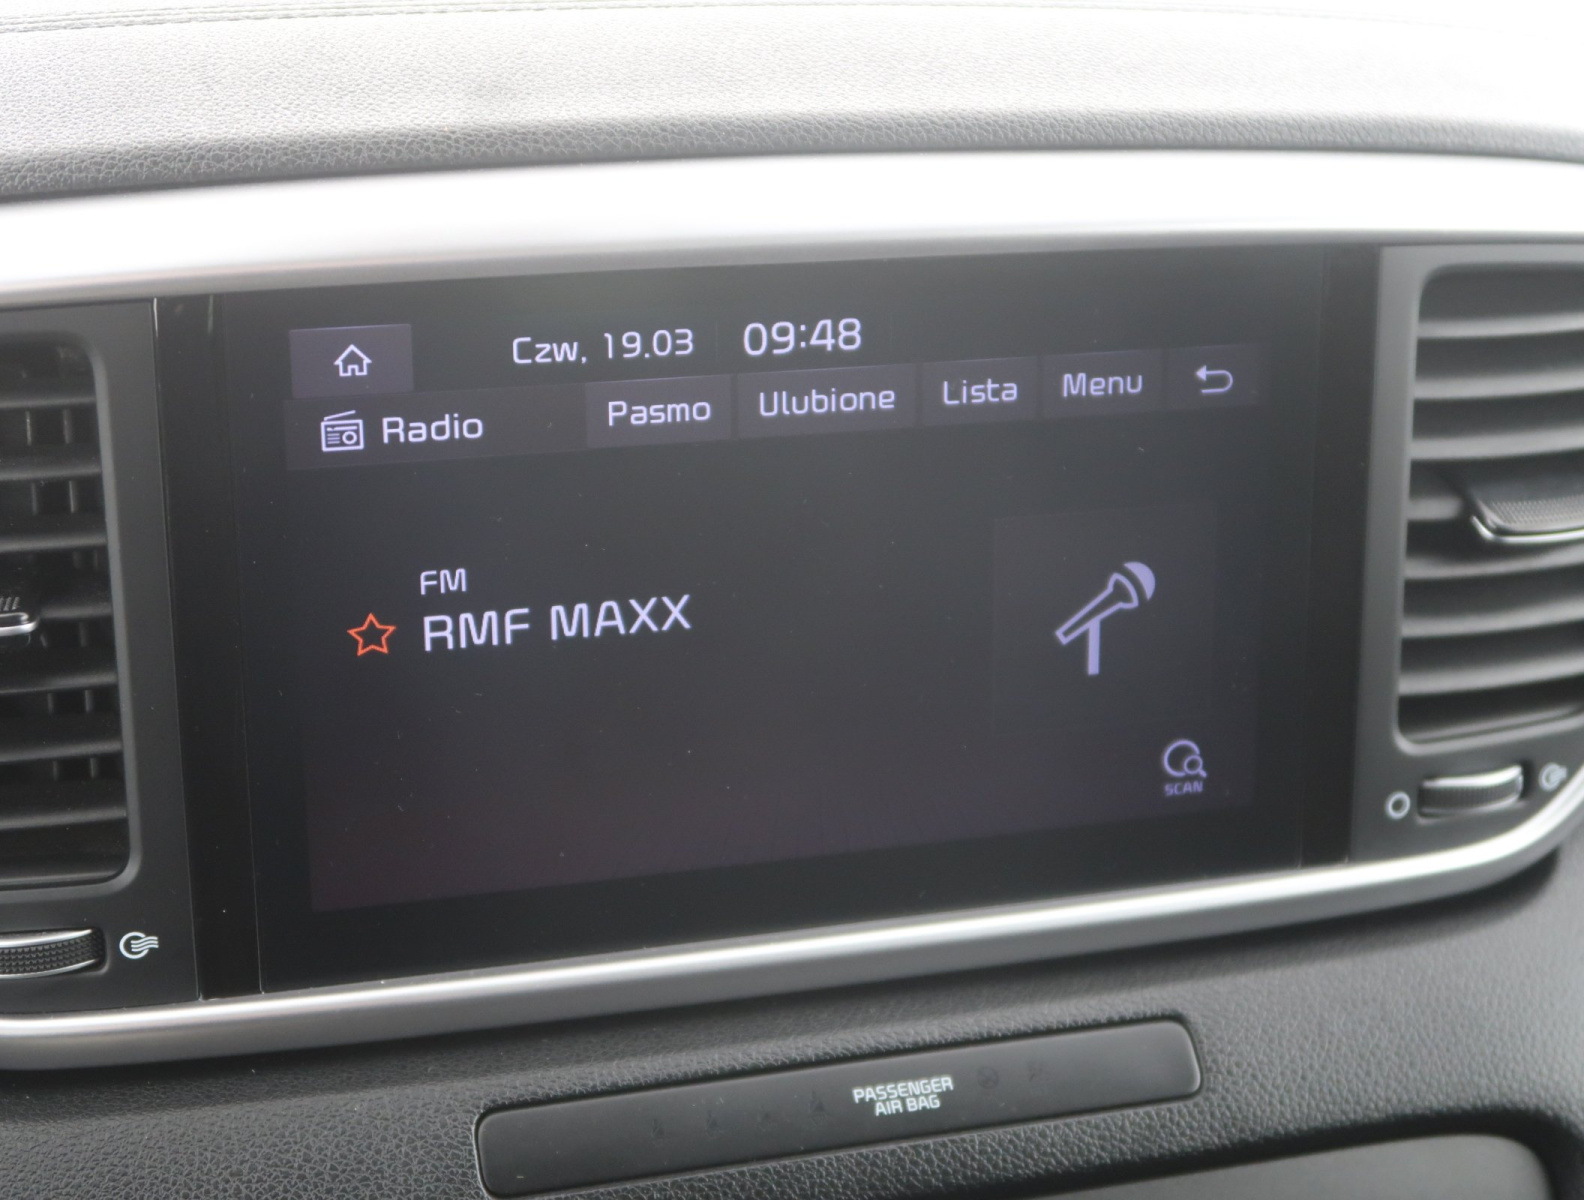 Czw, 19.03 09:48
Radio Pasmo Ulubione Lista Menu
FM
RMF MAXX
SCAN
PASSENGER
AIR BAG